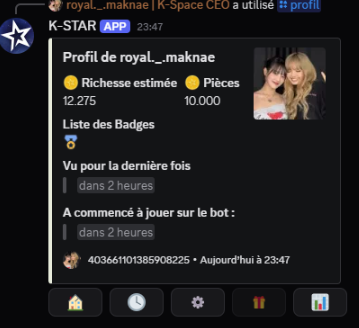 royal._.maknae | K-Space CEO a utilisé profil
K-STAR APP 23:47
Profil de royal._.maknae
Richesse estimée Pièces
12.275 10.000
Liste des Badges
Vu pour la dernière fois
dans 2 heures
A commencé à jouer sur le bot :
dans 2 heures
403661101385908225 • Aujourd'hui à 23:47